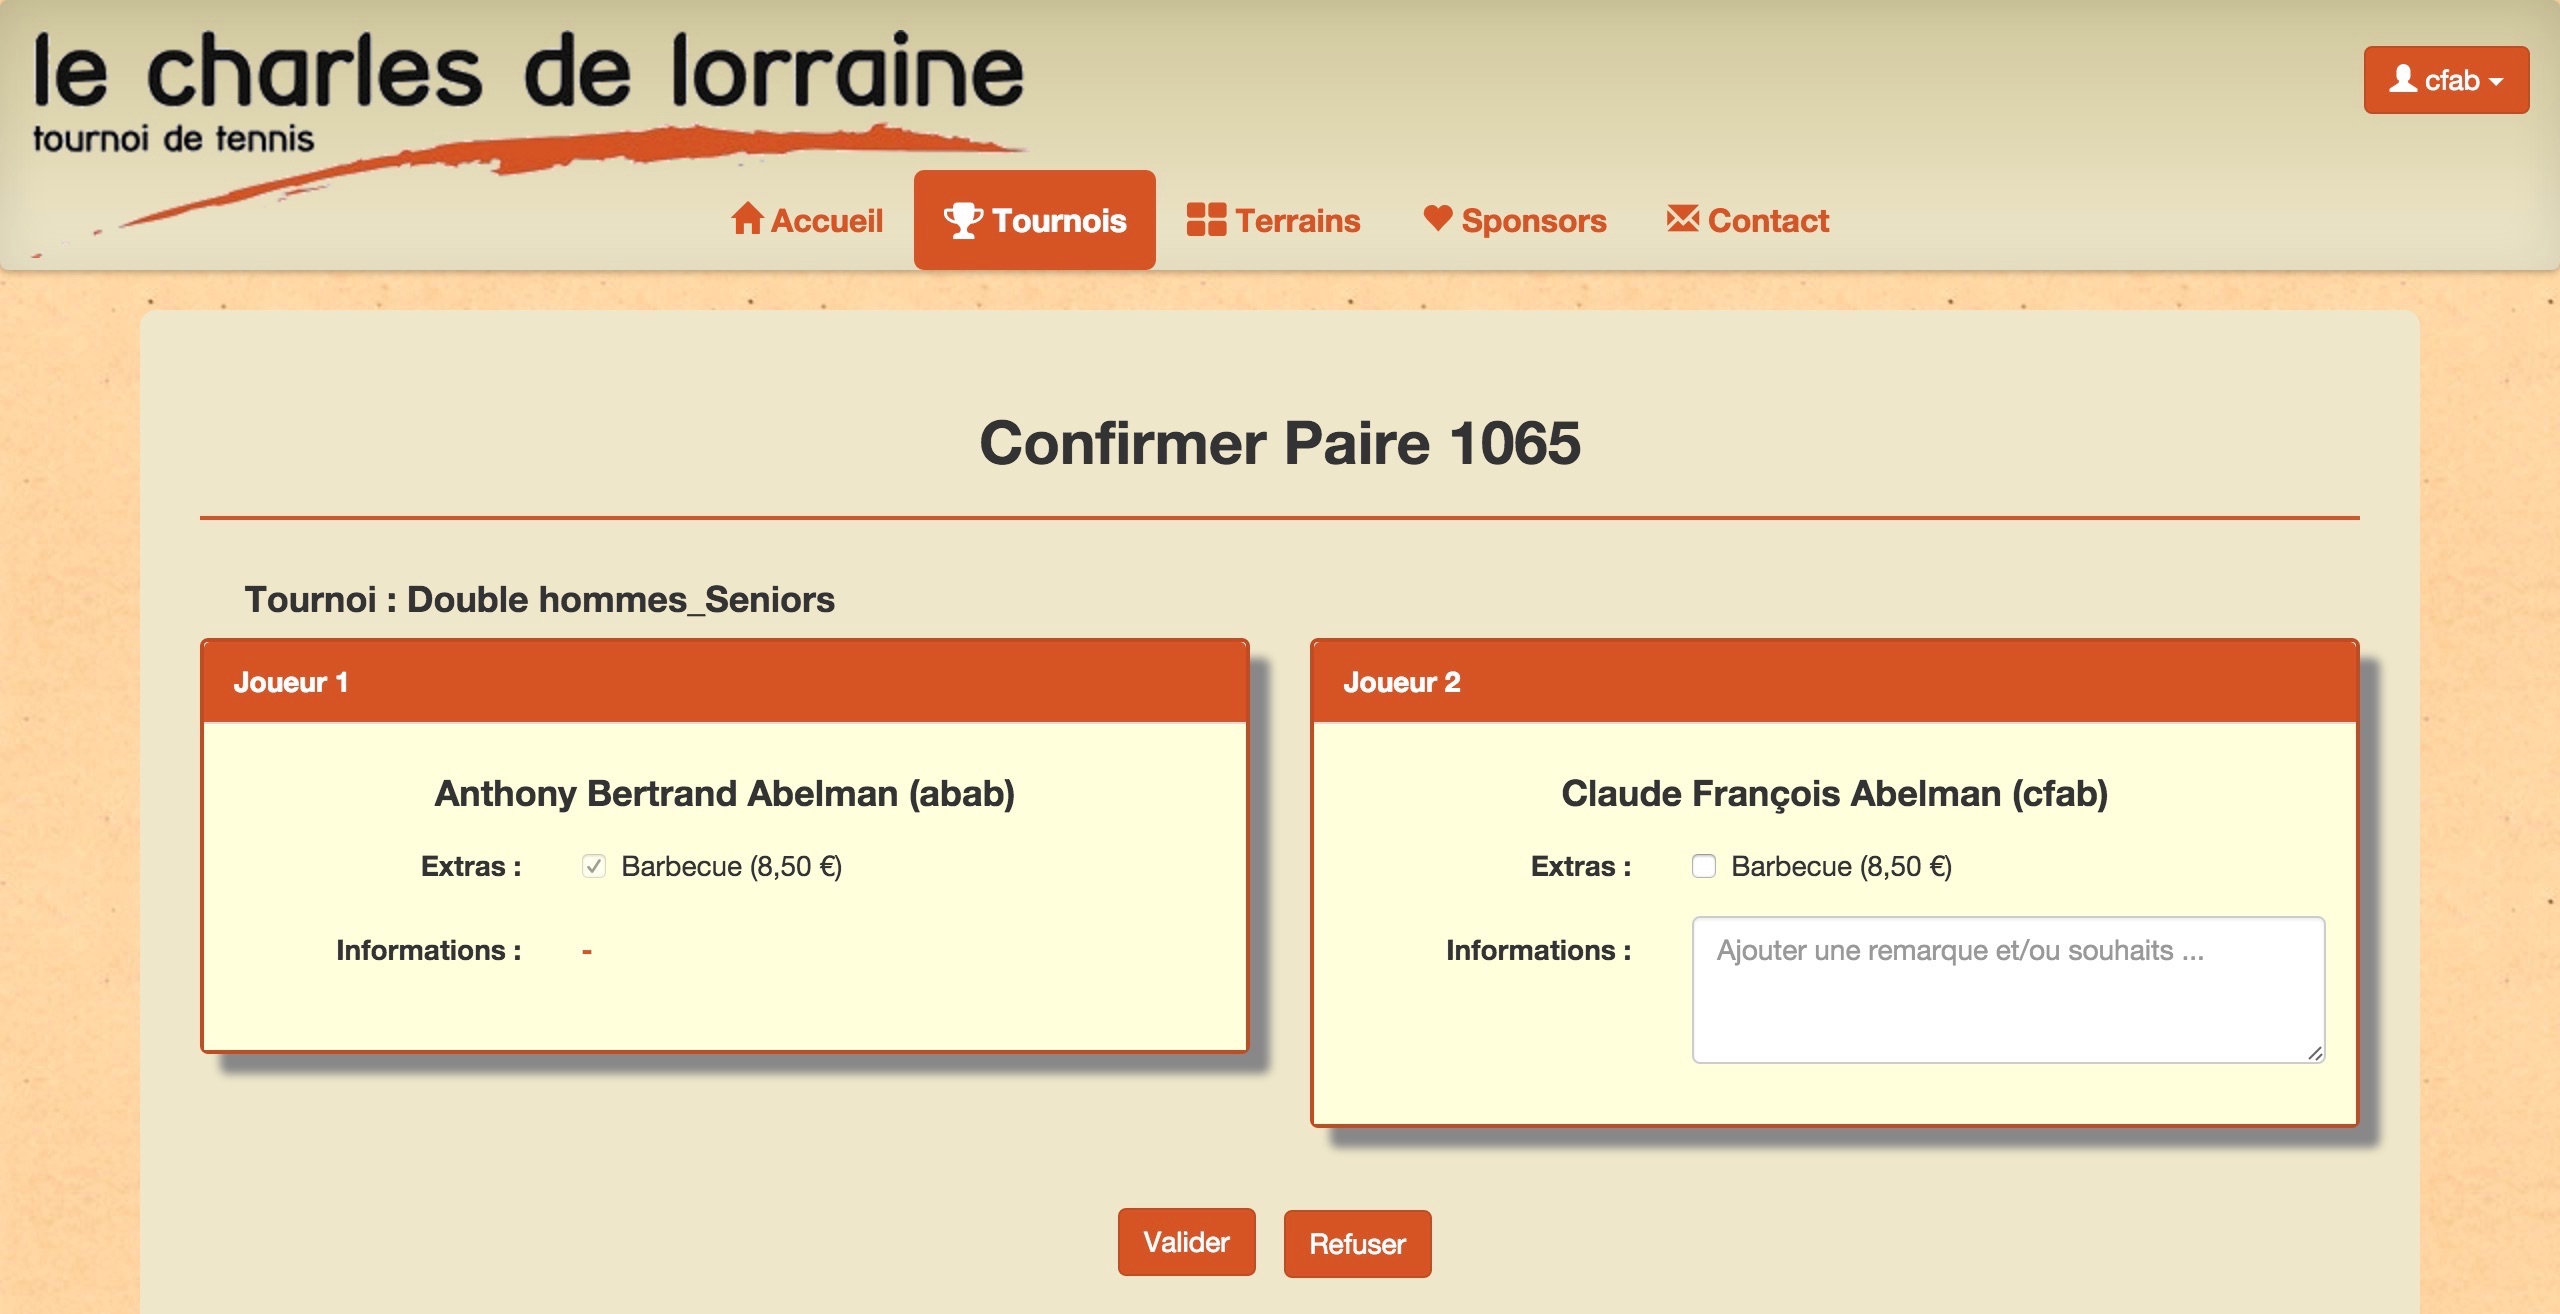 le charles de lorraine
tournoi de tennis
cfab
Accueil
Tournois
Terrains
Sponsors
Contact
Confirmer Paire 1065
Tournoi : Double hommes_Seniors
Joueur 1
Anthony Bertrand Abelman (abab)
Extras : Barbecue (8,50 €)
Informations : -
Joueur 2
Claude François Abelman (cfab)
Extras : Barbecue (8,50 €)
Informations : Ajouter une remarque et/ou souhaits ...
Valider
Refuser